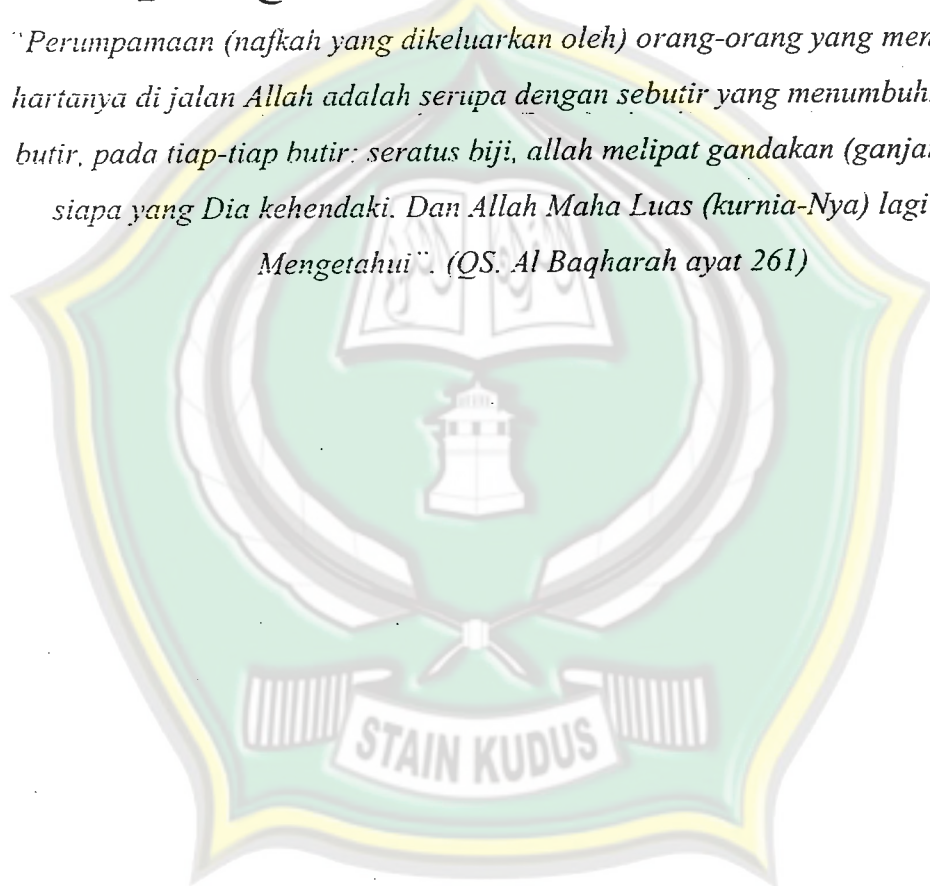 “Perumpamaan (nafkah yang dikeluarkan oleh) orang-orang yang men
hartanya di jalan Allah adalah serupa dengan sebutir yang menumbuh
butir, pada tiap-tiap butir: seratus biji, allah melipat gandakan (ganjar
siapa yang Dia kehendaki. Dan Allah Maha Luas (kurnia-Nya) lagi
Mengetahui”. (QS. Al Baqharah ayat 261)
STAIN KUDUS